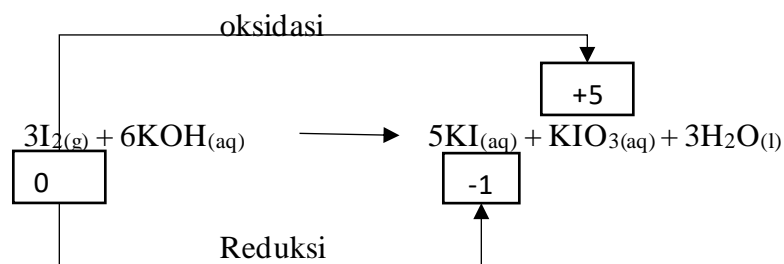 oksidasi
+5
3I₂(g) + 6KOH(aq) → 5KI(aq) + KIO₃(aq) + 3H₂O(l)
0 -1
Reduksi